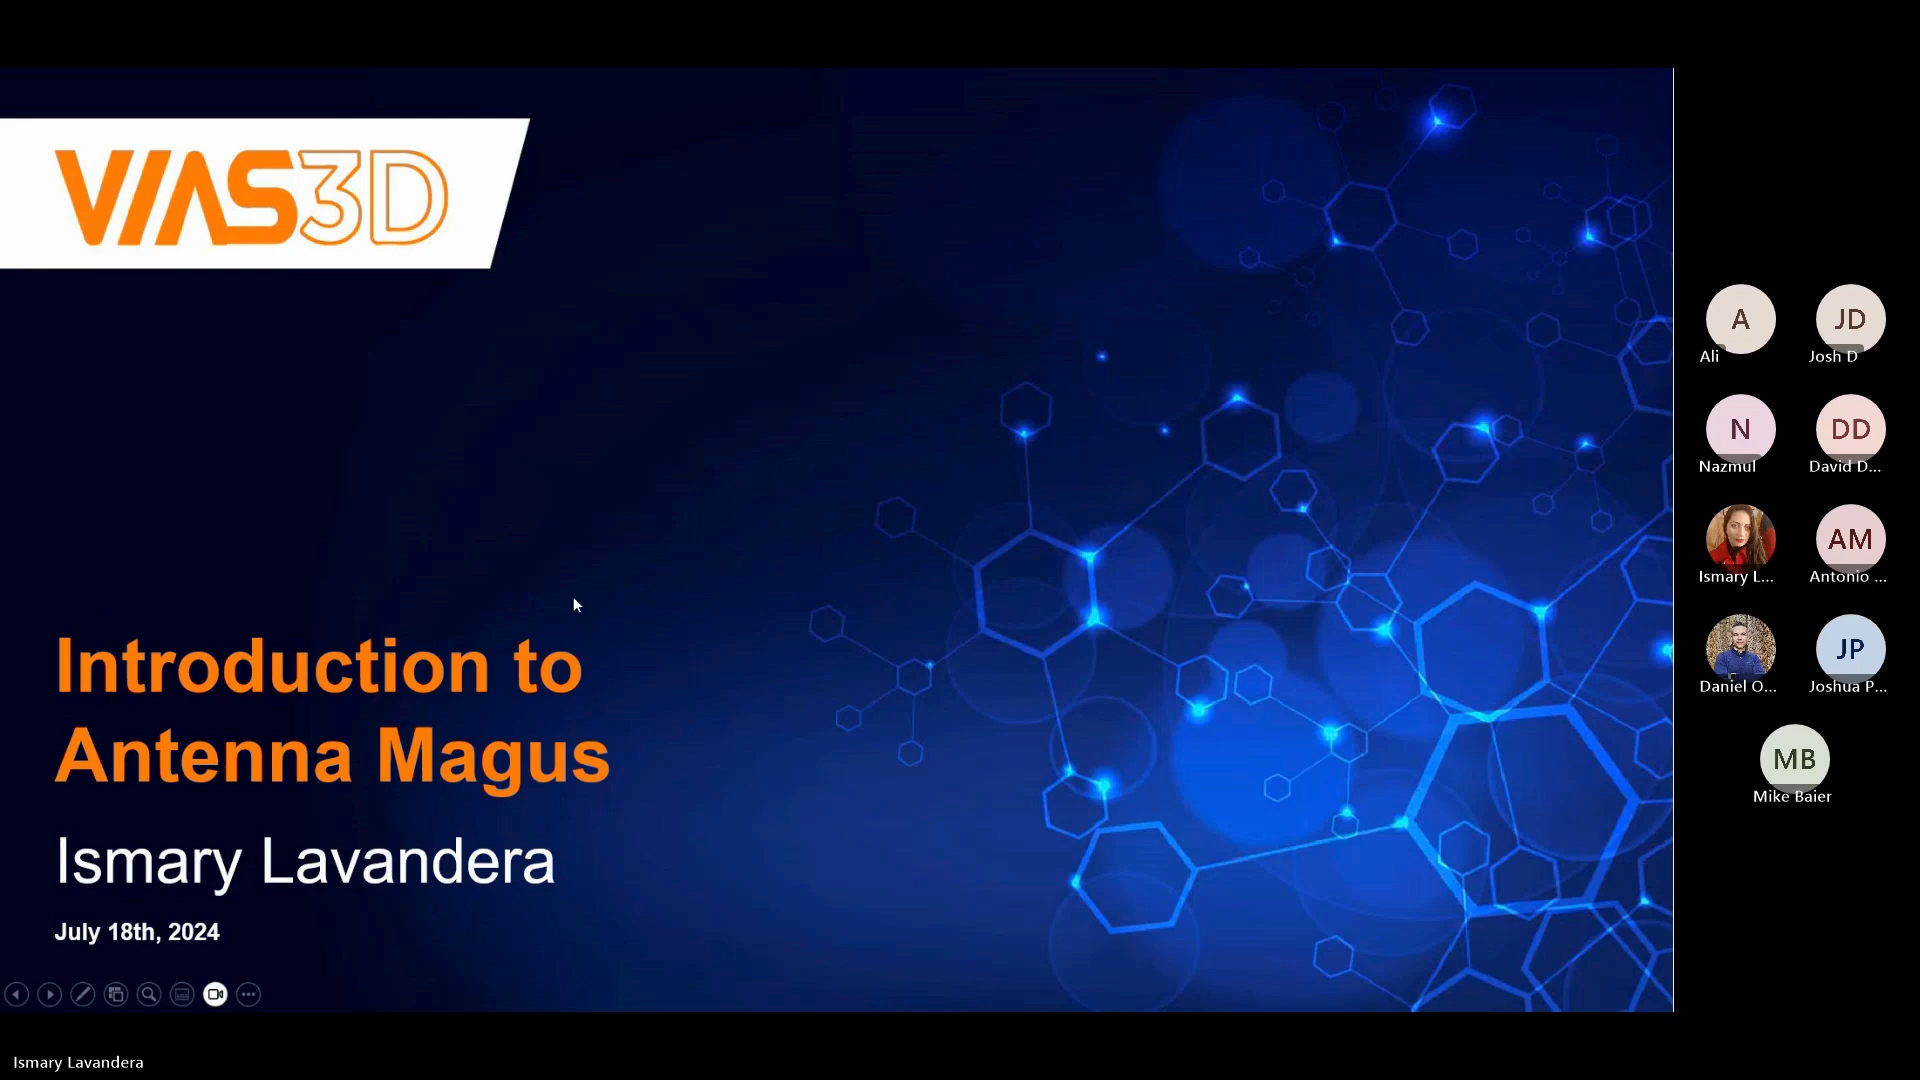 VIAS3D
Introduction to
Antenna Magus
Ismary Lavandera
July 18th, 2024
A
Ali
JD
Josh D
N
Nazmul
DD
David D...
Ismary L...
AM
Antonio ...
Daniel O...
JP
Joshua P...
MB
Mike Baier
Ismary Lavandera